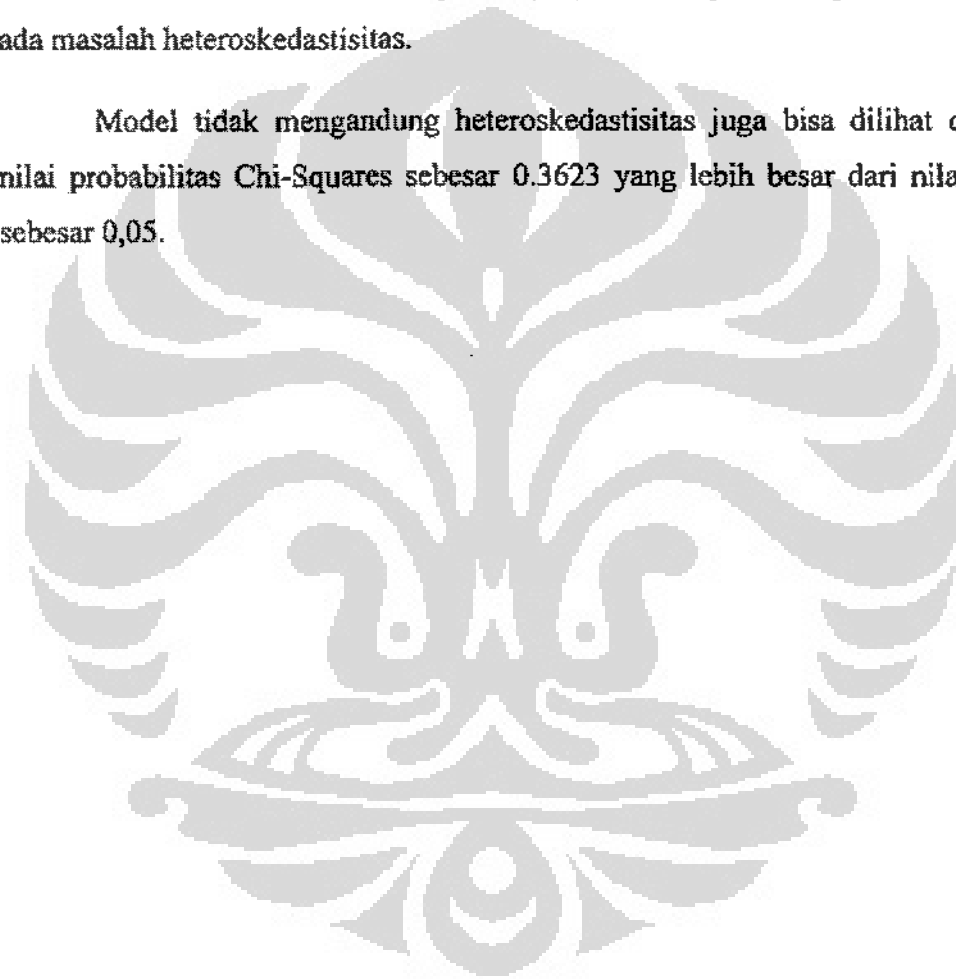 ada masalah heteroskedastisitas.
Model tidak mengandung heteroskedastisitas juga bisa dilihat
nilai probabilitas Chi-Squares sebesar 0.3623 yang lebih besar dari
sebesar 0,05.